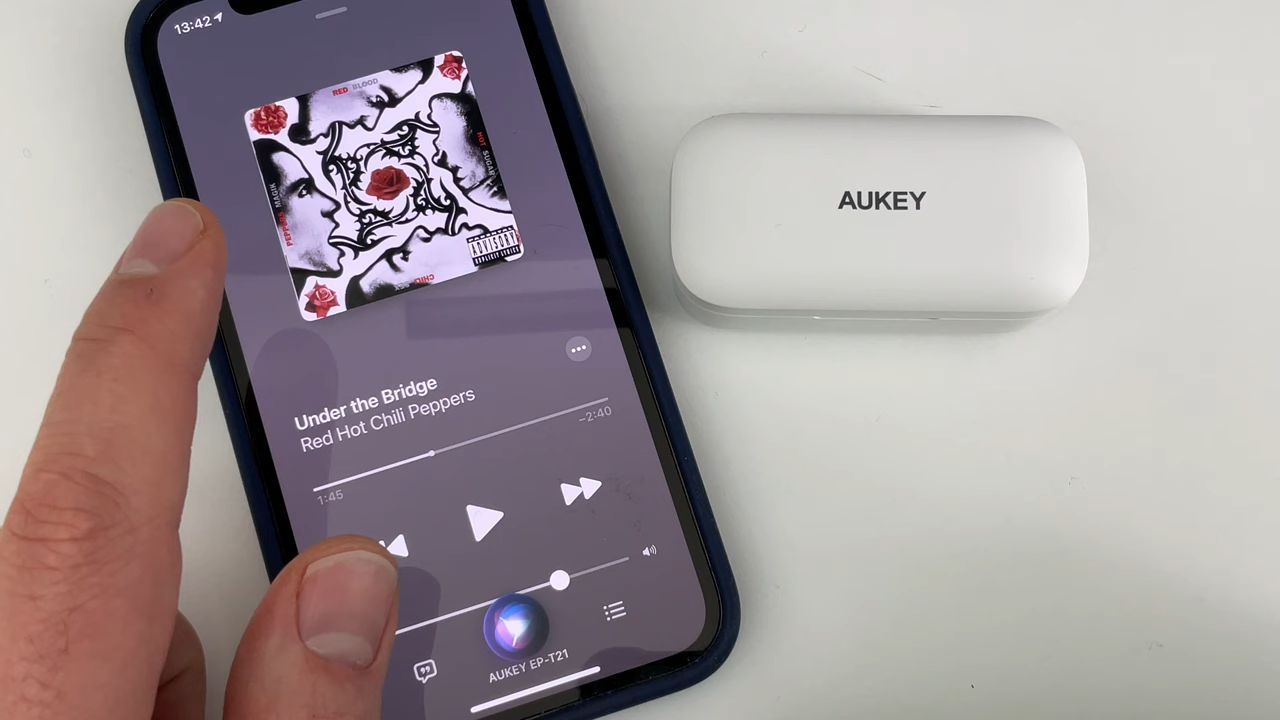 13:42
RED BLOOD
HOT SUGAR
PEPPERS MAGIK
CHILI
ADVISORY
EXPLICIT LYRICS
Under the Bridge
Red Hot Chili Peppers
1:45
-2:40
AUKEY EP-T21
AUKEY